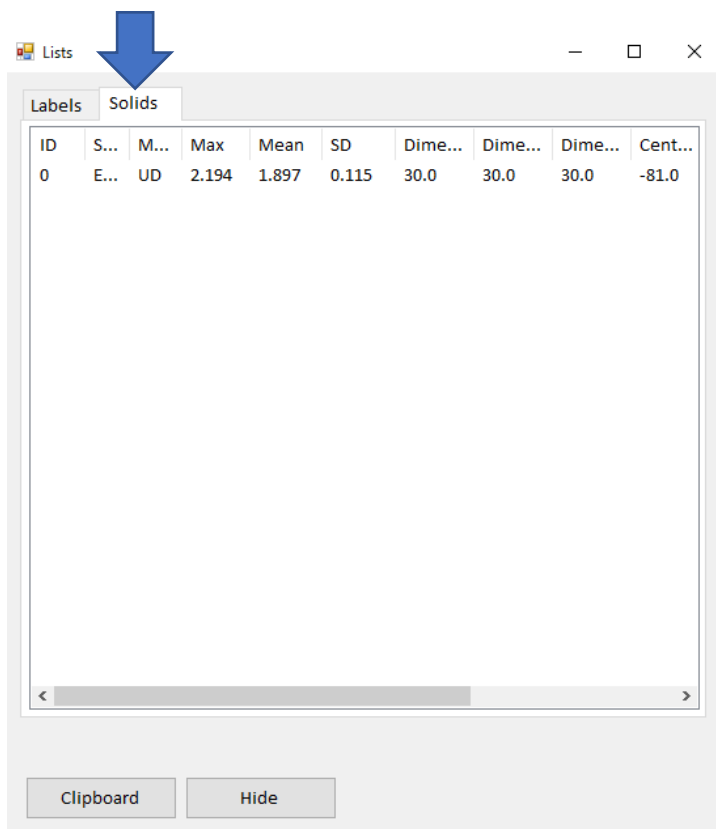 Lists
Labels Solids
ID S... M... Max Mean SD Dime... Dime... Dime... Cent...
0 E... UD 2.194 1.897 0.115 30.0 30.0 30.0 -81.0
Clipboard Hide